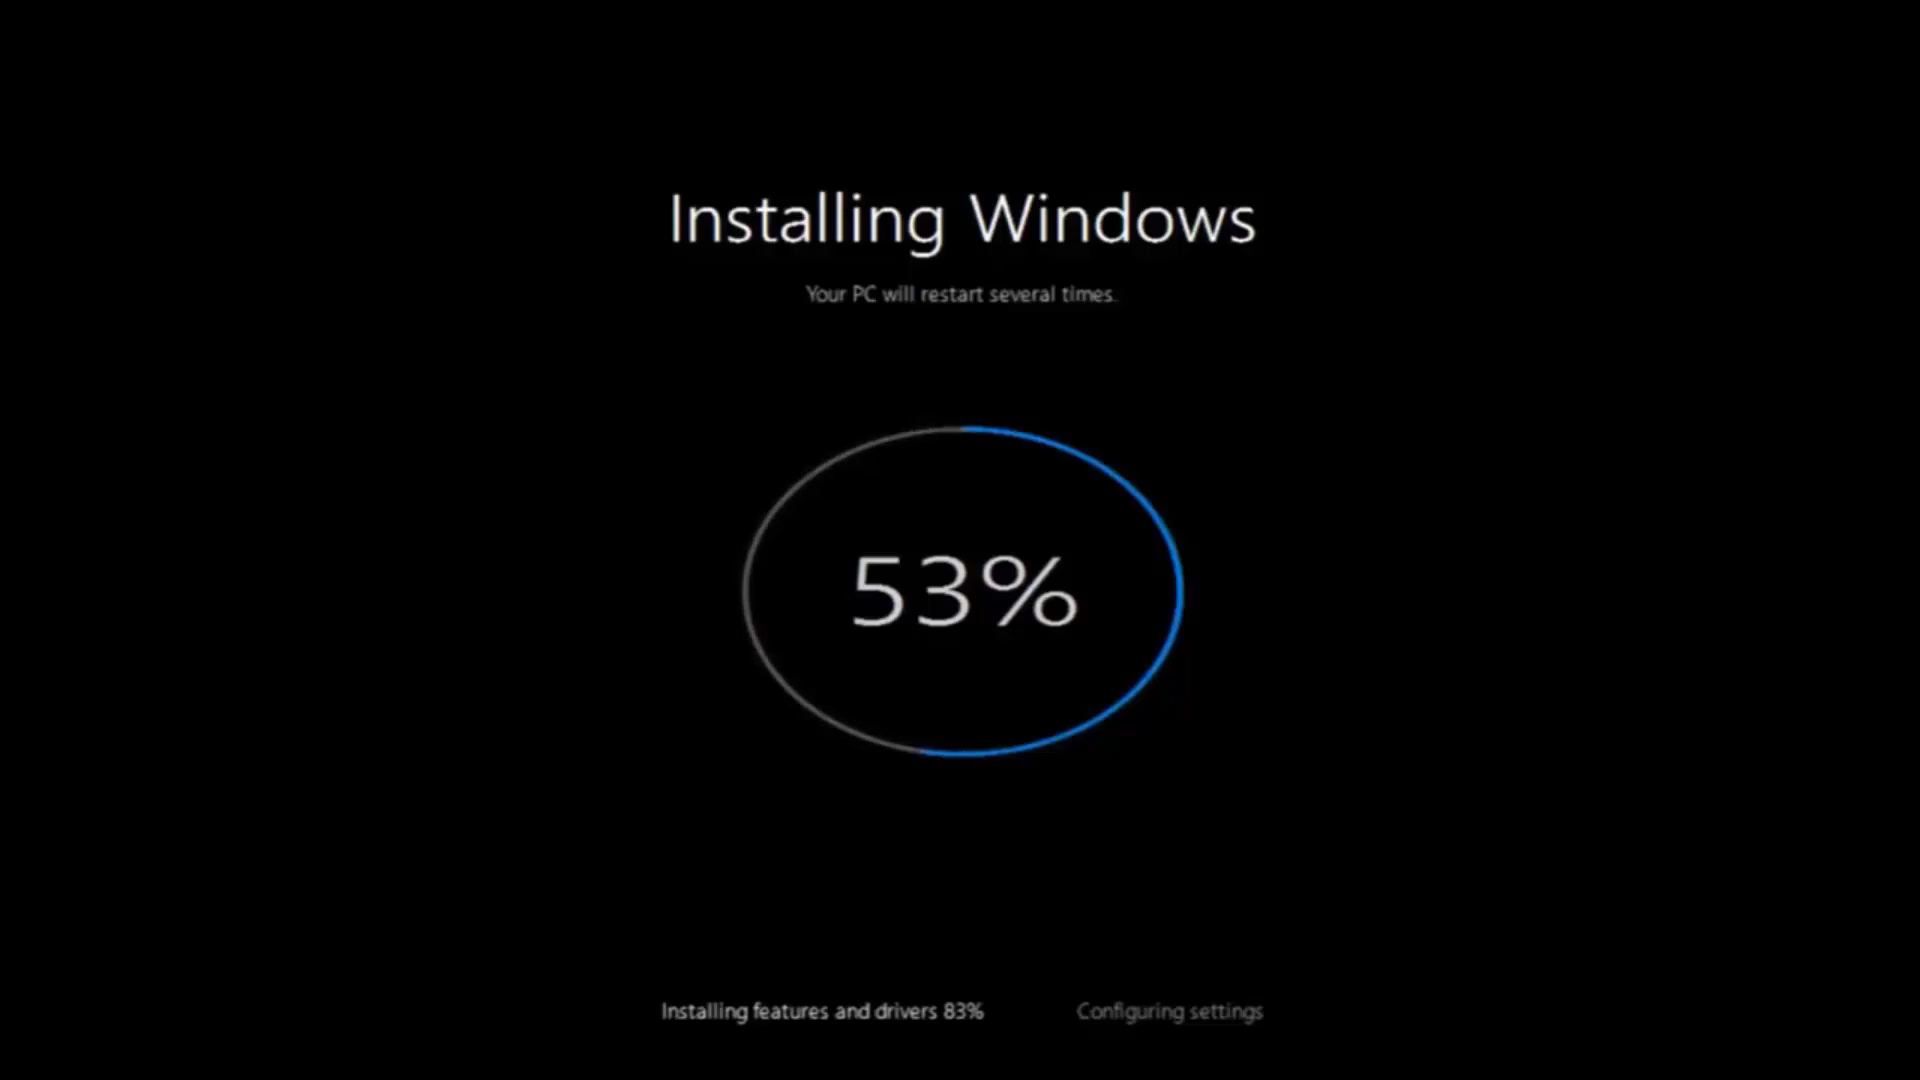 Installing Windows
Your PC will restart several times.
53%
Installing features and drivers 83%
Configuring settings